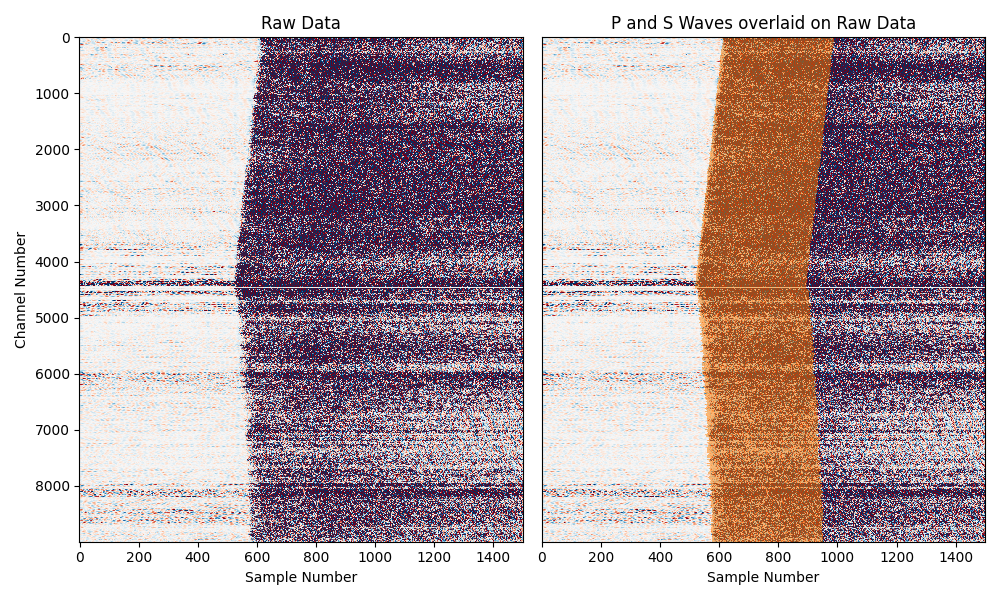 Raw Data
P and S Waves overlaid on Raw Data
Channel Number
0
1000
2000
3000
4000
5000
6000
7000
8000
0 200 400 600 800 1000 1200 1400
0 200 400 600 800 1000 1200 1400
Sample Number
Sample Number